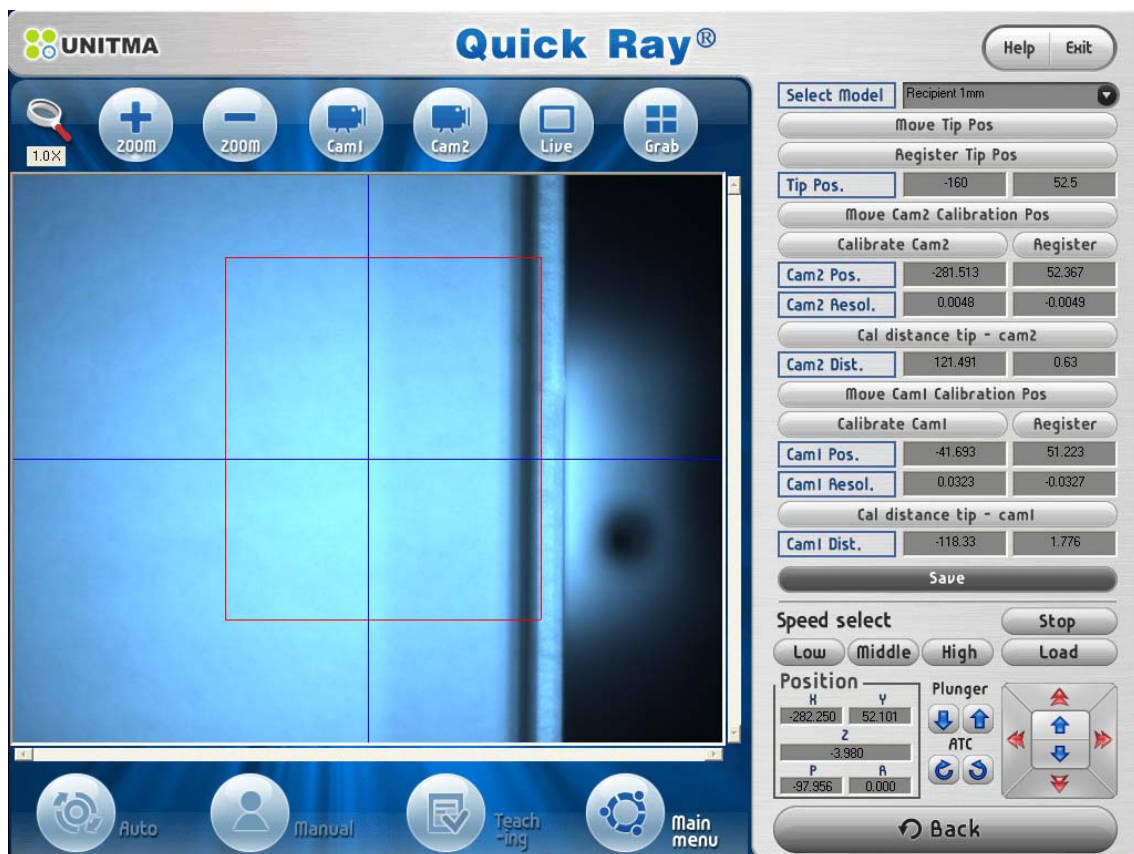 UNITMA
Quick Ray®
Help Exit
1.0X
ZOOM
ZOOM
Cam1
Cam2
Live
Grab
Select Model Recipient 1mm
Move Tip Pos
Register Tip Pos
Tip Pos. -160 52.5
Move Cam2 Calibration Pos
Calibrate Cam2 Register
Cam2 Pos. -281.513 52.367
Cam2 Resol. 0.0048 -0.0049
Cal distance tip - cam2
Cam2 Dist. 121.491 0.63
Move Cam1 Calibration Pos
Calibrate Cam1 Register
Cam1 Pos. -41.693 51.223
Cam1 Resol. 0.0323 -0.0327
Cal distance tip - cam1
Cam1 Dist. -118.33 1.776
Save
Speed select Stop
Low Middle High Load
Position
X Y
-282.250 52.101
Z
-3.980
P A
-97.956 0.000
Plunger
ATC
Auto
Manual
Teach
-ing
Main
menu
Back